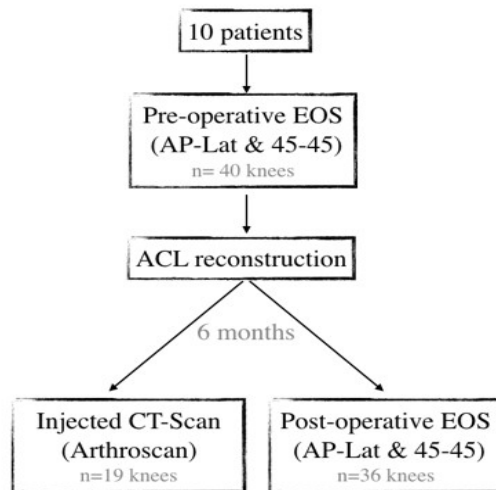 10 patients
Pre-operative EOS
(AP-Lat & 45-45)
n= 40 knees
ACL reconstruction
6 months
Injected CT-Scan
(Arthroscan)
n=19 knees
Post-operative EOS
(AP-Lat & 45-45)
n=36 knees